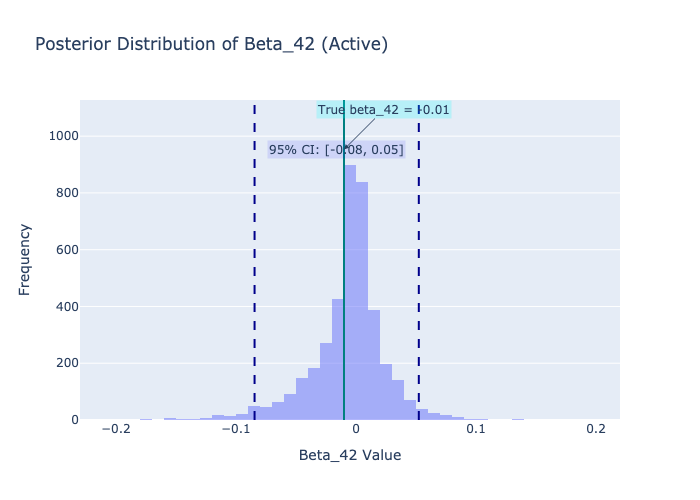 Posterior Distribution of Beta_42 (Active)
True beta_42 = -0.01
95% CI: [-0.08, 0.05]
1000
800
600
400
200
0
Frequency
−0.2
−0.1
0
0.1
0.2
Beta_42 Value